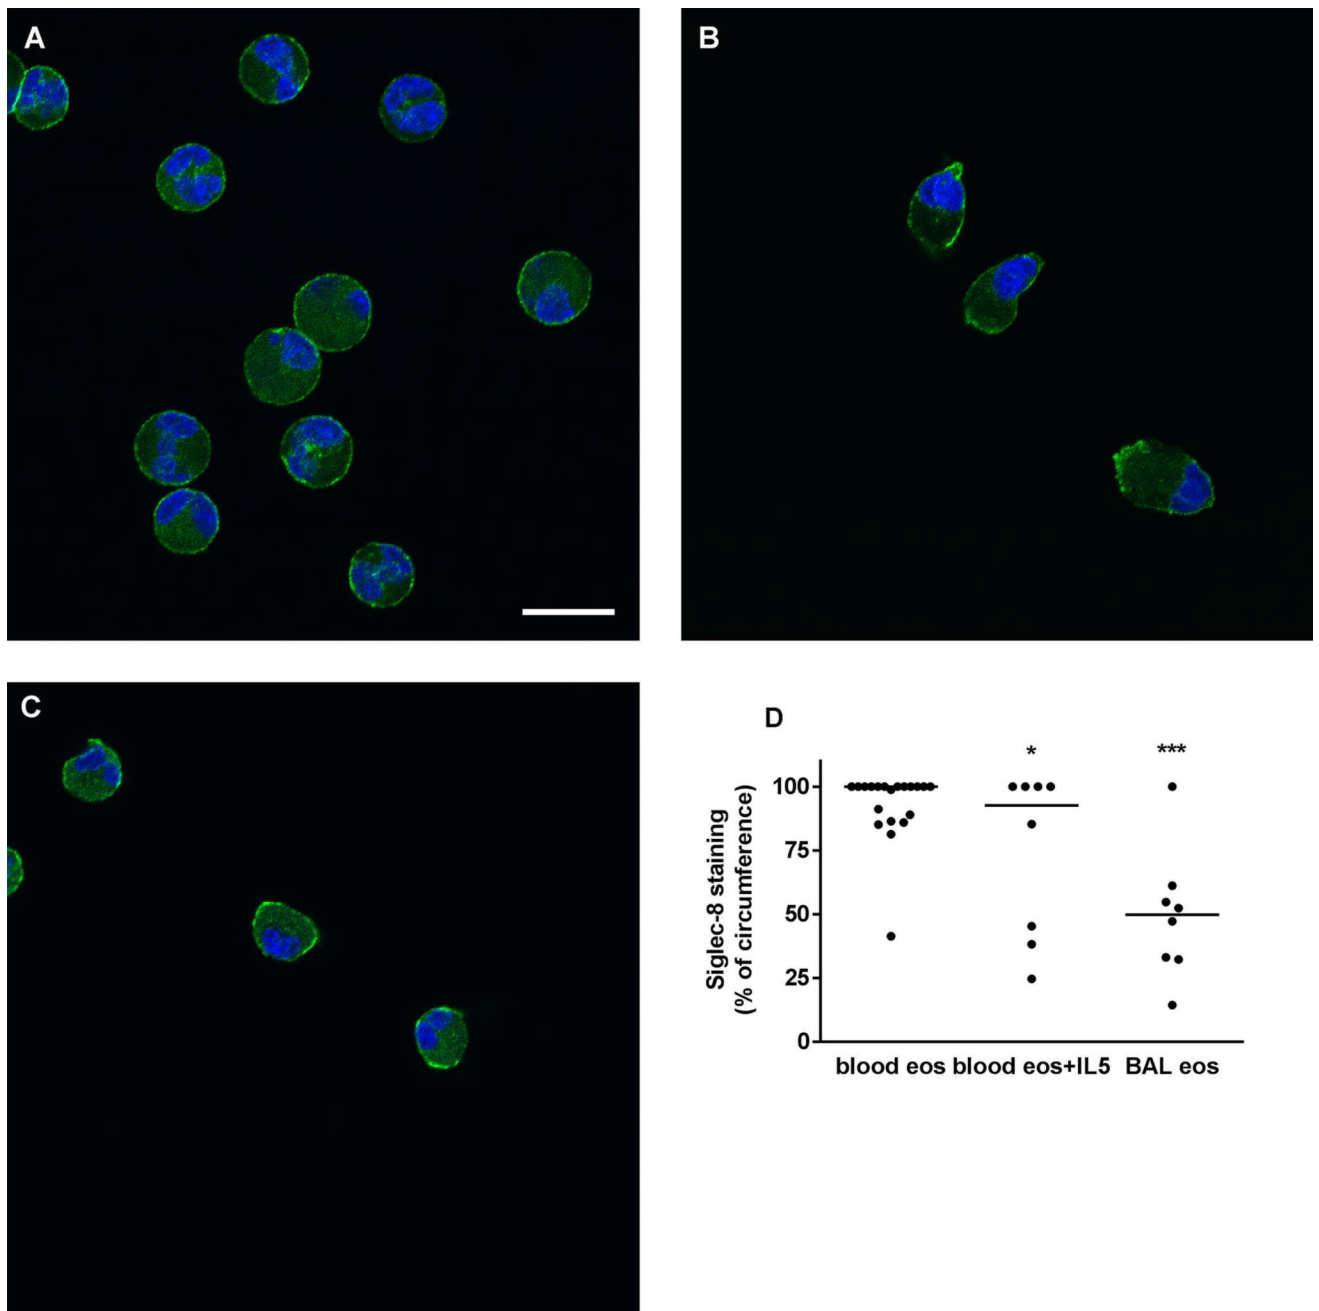 A
B
C
D
* ***
100
75
50
25
0
Siglec-8 staining
(% of circumference)
blood eos blood eos+IL5 BAL eos